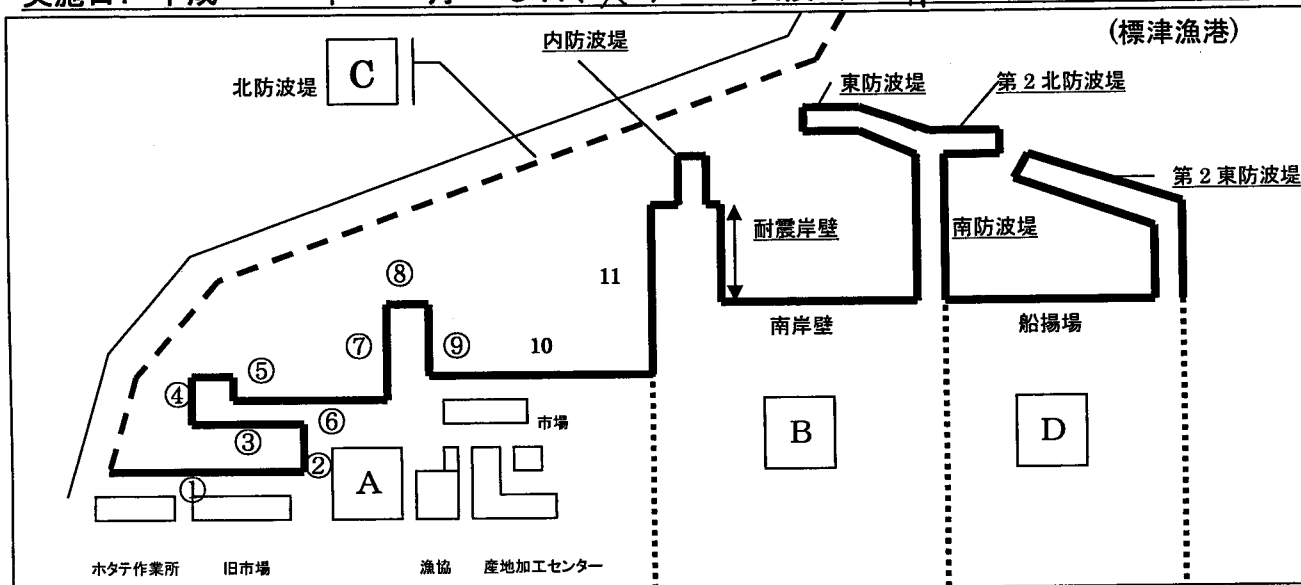 (標津漁港)
内防波堤
C
北防波堤
東防波堤
第2北防波堤
第2東防波堤
耐震岸壁
南防波堤
⑧
11
南岸壁
船揚場
⑦
⑨
10
⑤
④
⑥
市場
③
②
A
B
D
①
ホタテ作業所
旧市場
漁協
産地加工センター